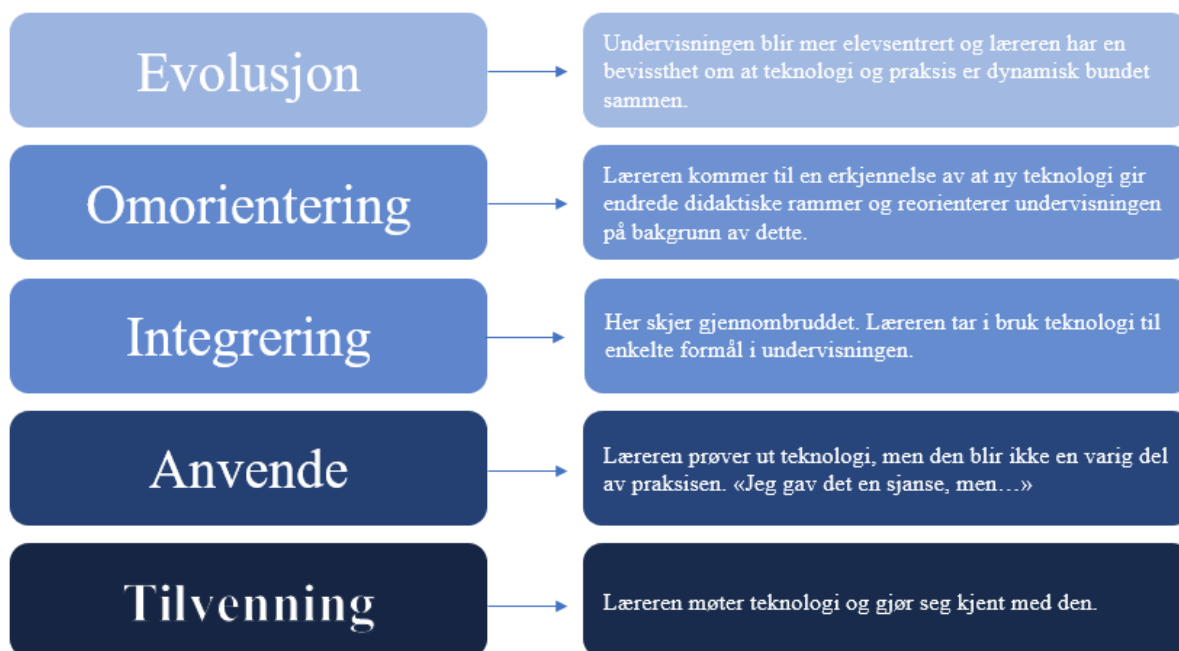 Evolusjon
Undervisningen blir mer elevsentrert og læreren har en
bevissthet om at teknologi og praksis er dynamisk bundet
sammen.
Omorientering
Læreren kommer til en erkjennelse av at ny teknologi gir
endrede didaktiske rammer og reorienterer undervisningen
på bakgrunn av dette.
Integrering
Her skjer gjennombruddet. Læreren tar i bruk teknologi til
enkelte formål i undervisningen.
Anvende
Læreren prøver ut teknologi, men den blir ikke en varig del
av praksisen. «Jeg gav det en sjanse, men…»
Tilvenning
Læreren møter teknologi og gjør seg kjent med den.